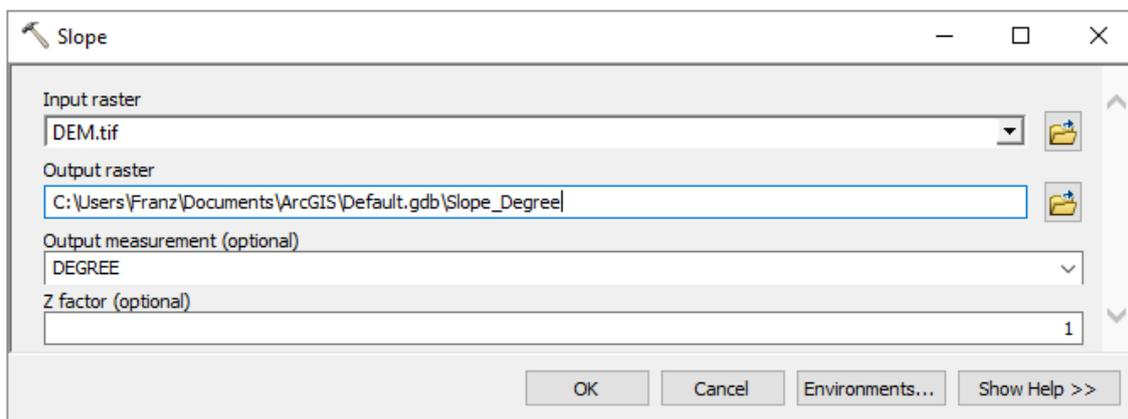 Slope
Input raster
DEM.tif
Output raster
C:\Users\Franz\Documents\ArcGIS\Default.gdb\Slope_Degree
Output measurement (optional)
DEGREE
Z factor (optional)
1
OK Cancel Environments... Show Help >>